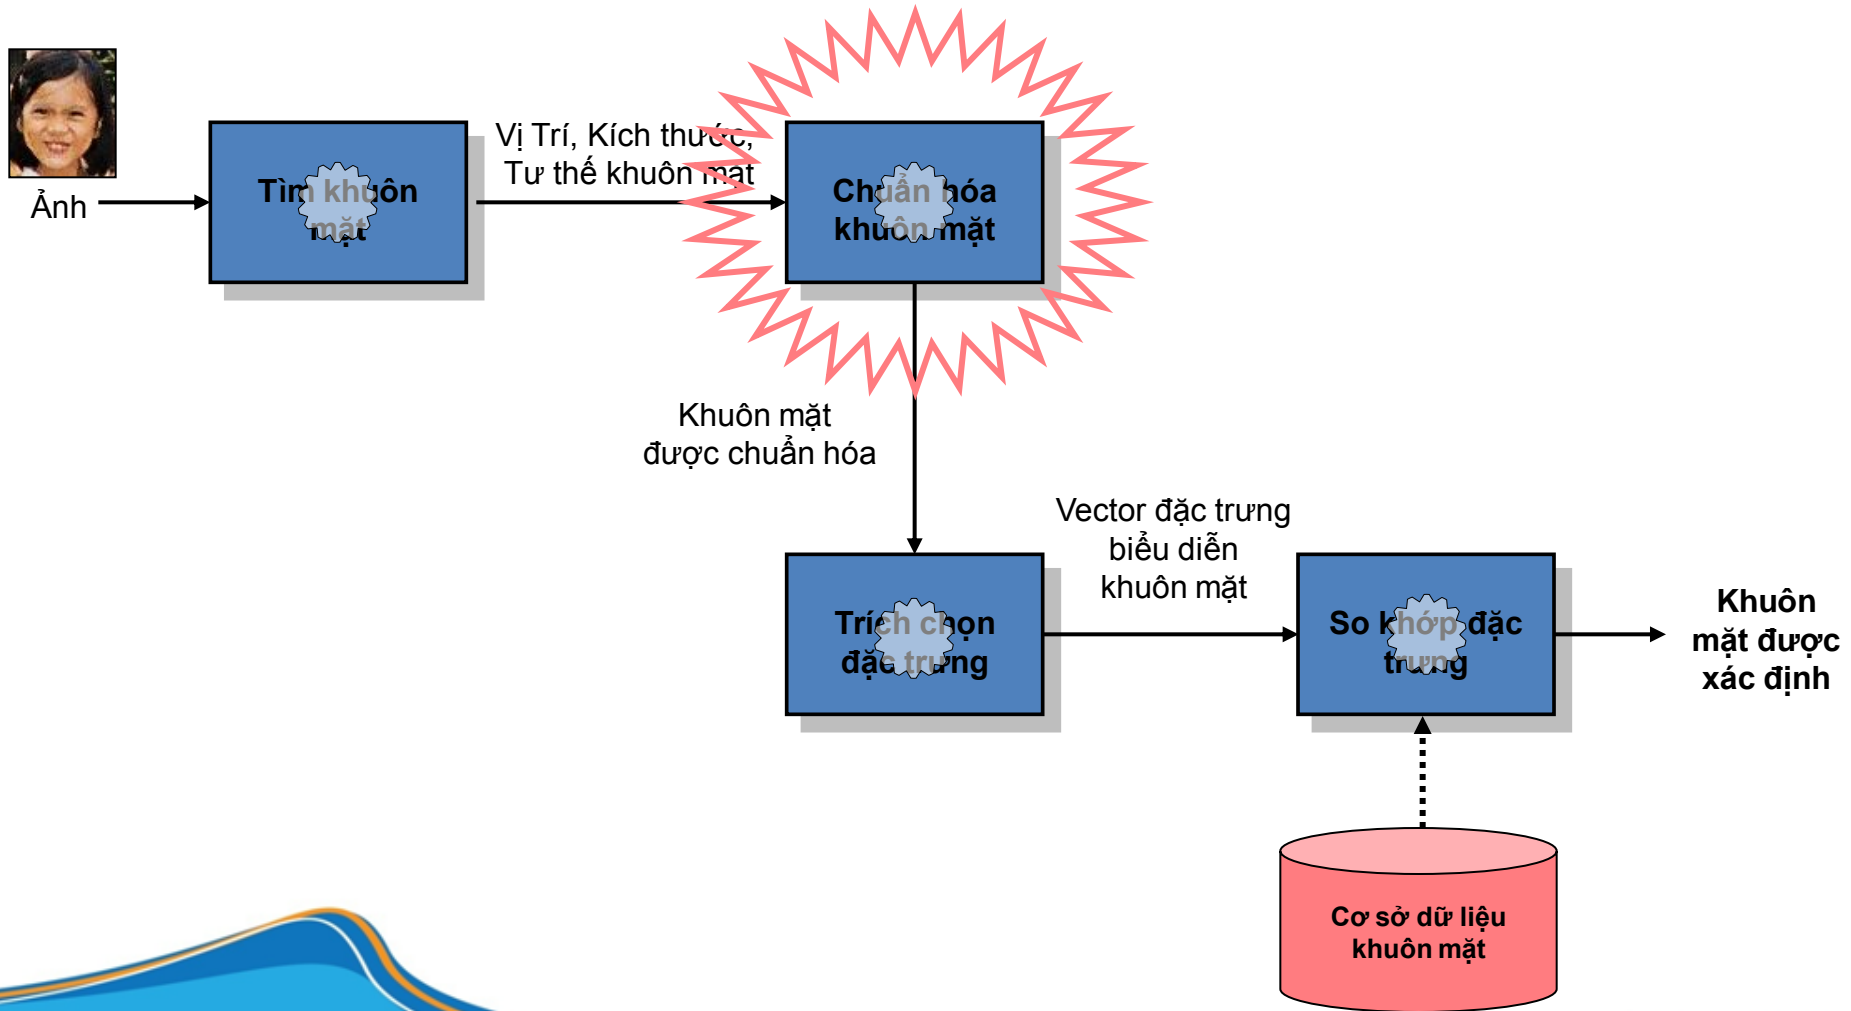 Ảnh
Tìm khuôn
mặt
Vị Trí, Kích thước,
Tư thế khuôn mặt
Chuẩn hóa
khuôn mặt
Khuôn mặt
được chuẩn hóa
Trích chọn
đặc trưng
Vector đặc trưng
biểu diễn
khuôn mặt
So khớp đặc
trưng
Khuôn
mặt được
xác định
Cơ sở dữ liệu
khuôn mặt